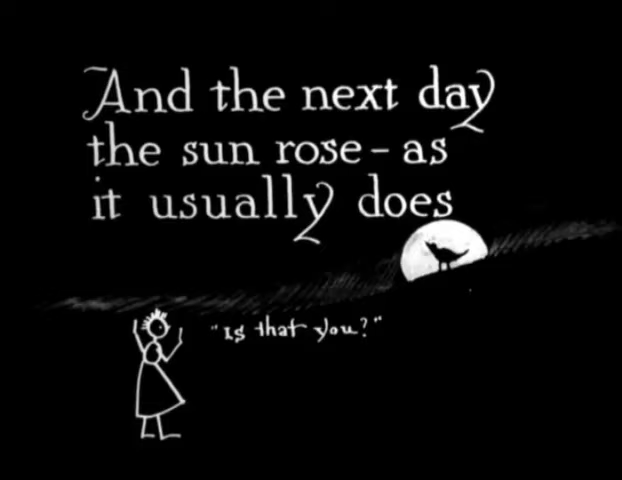 And the next day
the sun rose - as
it usually does
"is that you?"